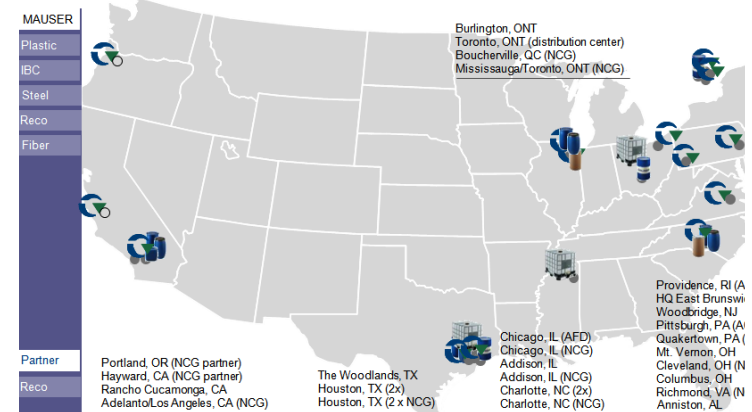 MAUSER
Plastic
IBC
Steel
Reco
Fiber
Partner
Reco
Burlington, ONT
Toronto, ONT (distribution center)
Boucherville, QC (NCG)
Mississauga/Toronto, ONT (NCG)
Portland, OR (NCG partner)
Hayward, CA (NCG partner)
Rancho Cucamonga, CA
Adelanto/Los Angeles, CA (NCG)
The Woodlands, TX
Houston, TX (2x)
Houston, TX (2 x NCG)
Chicago, IL (AFD)
Chicago, IL (NCG)
Addison, IL
Addison, IL (NCG)
Charlotte, NC (2x)
Charlotte, NC (NCG)
Providence, RI (A
HQ East Brunswi
Woodbridge, NJ
Pittsburgh, PA (A
Quakertown, PA (
Mt. Vernon, OH
Cleveland, OH (N
Columbus, OH
Richmond, VA (N
Anniston, AL